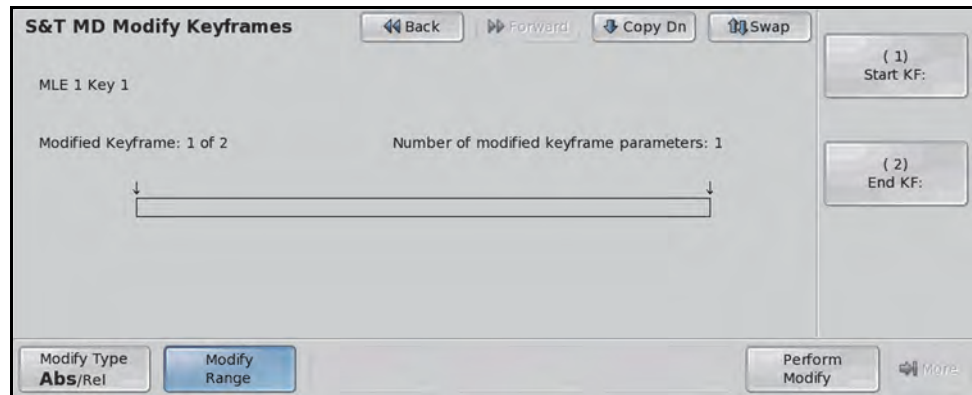 S&T MD Modify Keyframes
Back
Forward
Copy Dn
Swap
( 1)
Start KF:
MLE 1 Key 1
Modified Keyframe: 1 of 2
Number of modified keyframe parameters: 1
( 2)
End KF:
Modify Type
Abs/Rel
Modify
Range
Perform
Modify
More